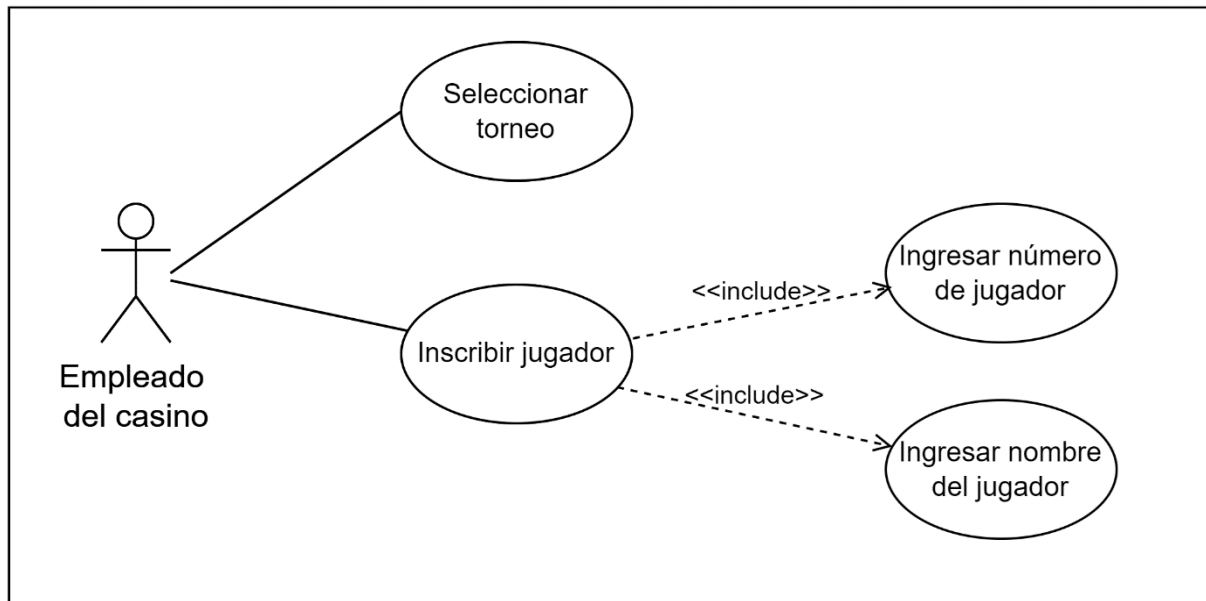 Seleccionar
torneo
Ingresar número
de jugador
<<include>>
Inscribir jugador
Empleado
del casino
<<include>>
Ingresar nombre
del jugador